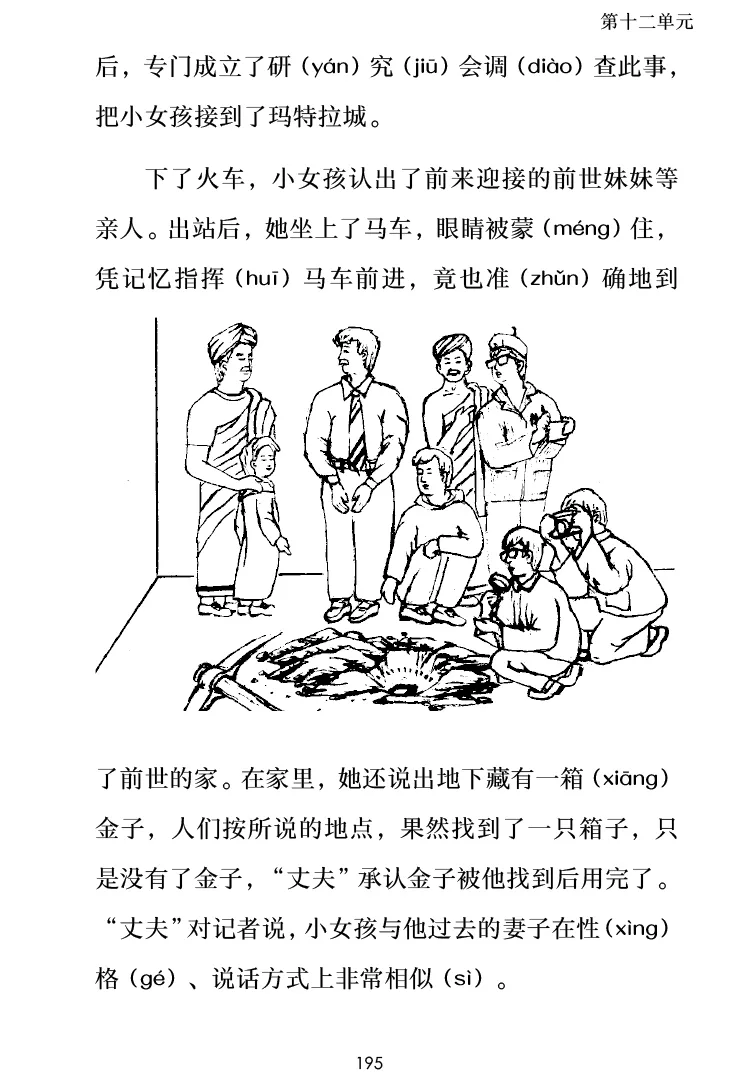 第十二单元
后，专门成立了研（yán）究（jiū）会调（diào）查此事，
把小女孩接到了玛特拉城。
下了火车，小女孩认出了前来迎接的前世妹妹等
亲人。出站后，她坐上了马车，眼睛被蒙（méng）住，
凭记忆指挥（huī）马车前进，竟也准（zhǔn）确地到
了前世的家。在家里，她还说出地下藏有一箱（xiāng）
金子，人们按所说的地点，果然找到了一只箱子，只
是没有了金子，“丈夫”承认金子被他找到后用完了。
“丈夫”对记者说，小女孩与他过去的妻子在性（xìng）
格（gé）、说话方式上非常相似（sì）。
195